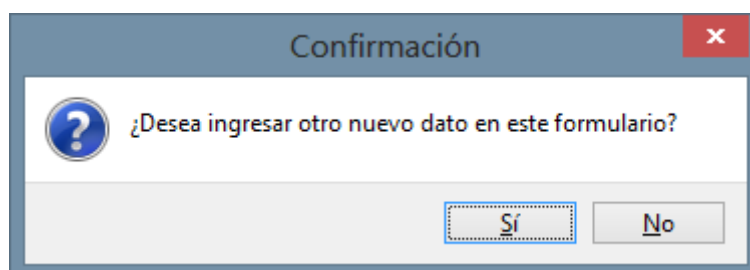 Confirmación
¿Desea ingresar otro nuevo dato en este formulario?
Sí No